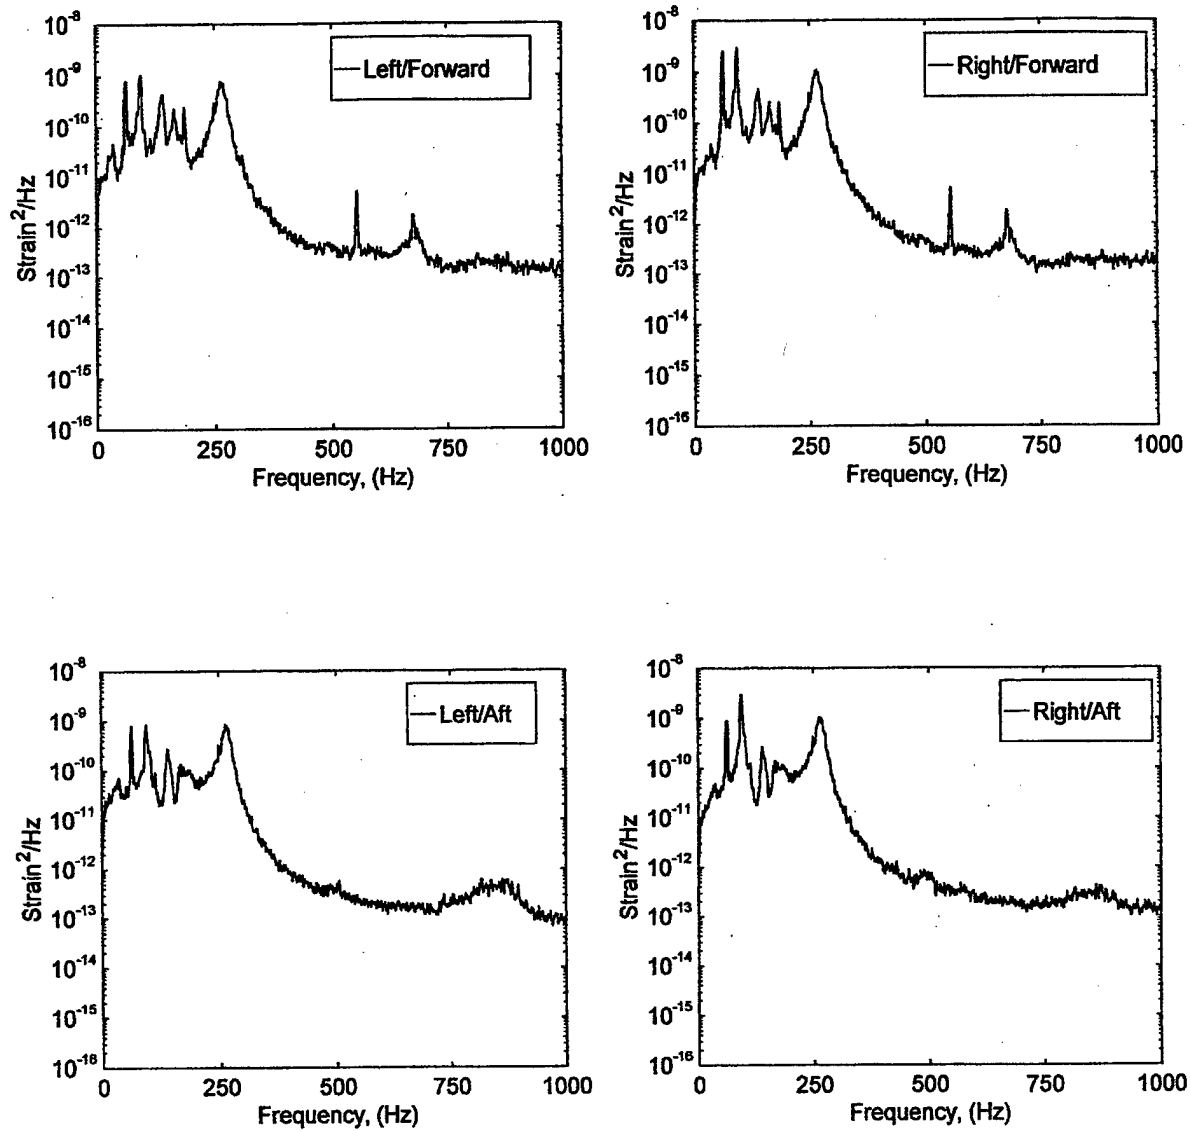 Left/Forward
Strain²/Hz
10⁻⁸
10⁻⁹
10⁻¹⁰
10⁻¹¹
10⁻¹²
10⁻¹³
10⁻¹⁴
10⁻¹⁵
10⁻¹⁶
0 250 500 750 1000
Frequency, (Hz)
Right/Forward
Strain²/Hz
10⁻⁸
10⁻⁹
10⁻¹⁰
10⁻¹¹
10⁻¹²
10⁻¹³
10⁻¹⁴
10⁻¹⁵
10⁻¹⁶
0 250 500 750 1000
Frequency, (Hz)
Left/Aft
Strain²/Hz
10⁻⁸
10⁻⁹
10⁻¹⁰
10⁻¹¹
10⁻¹²
10⁻¹³
10⁻¹⁴
10⁻¹⁵
10⁻¹⁶
0 250 500 750 1000
Frequency, (Hz)
Right/Aft
Strain²/Hz
10⁻⁸
10⁻⁹
10⁻¹⁰
10⁻¹¹
10⁻¹²
10⁻¹³
10⁻¹⁴
10⁻¹⁵
10⁻¹⁶
0 250 500 750 1000
Frequency, (Hz)